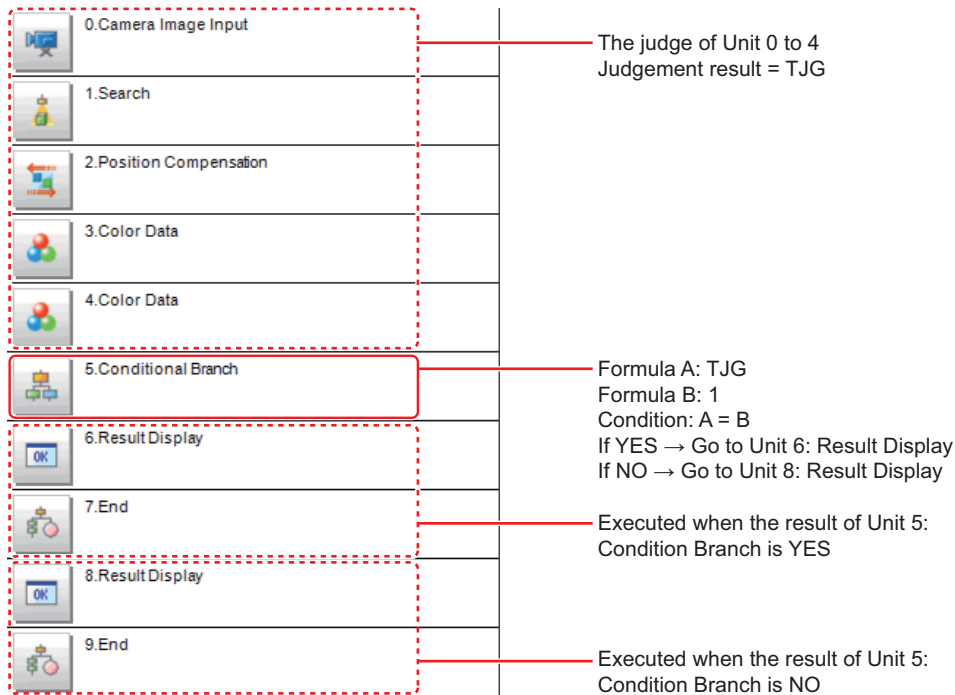 0.Camera Image Input
The judge of Unit 0 to 4
Judgement result = TJG
1.Search
2.Position Compensation
3.Color Data
4.Color Data
5.Conditional Branch
Formula A: TJG
Formula B: 1
Condition: A = B
If YES → Go to Unit 6: Result Display
If NO → Go to Unit 8: Result Display
6.Result Display
OK
7.End
Executed when the result of Unit 5:
Condition Branch is YES
8.Result Display
OK
9.End
Executed when the result of Unit 5:
Condition Branch is NO